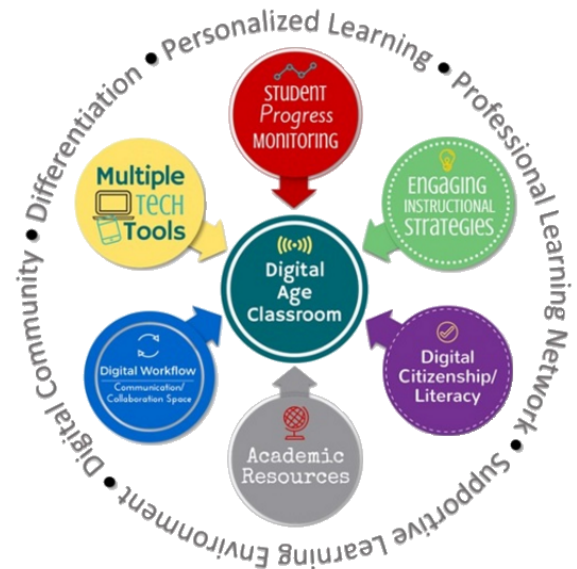 Personalized Learning • Professional Learning Network • Supportive Learning Environment • Digital Community • Differentiation •
STUDENT
Progress
MONITORING
ENGAGING
INSTRUCTIONAL
STRATEGIES
Digital
Citizenship/
Literacy
Academic
Resources
Digital Workflow
Communication/
Collaboration Space
Multiple
TECH
Tools
Digital
Age
Classroom